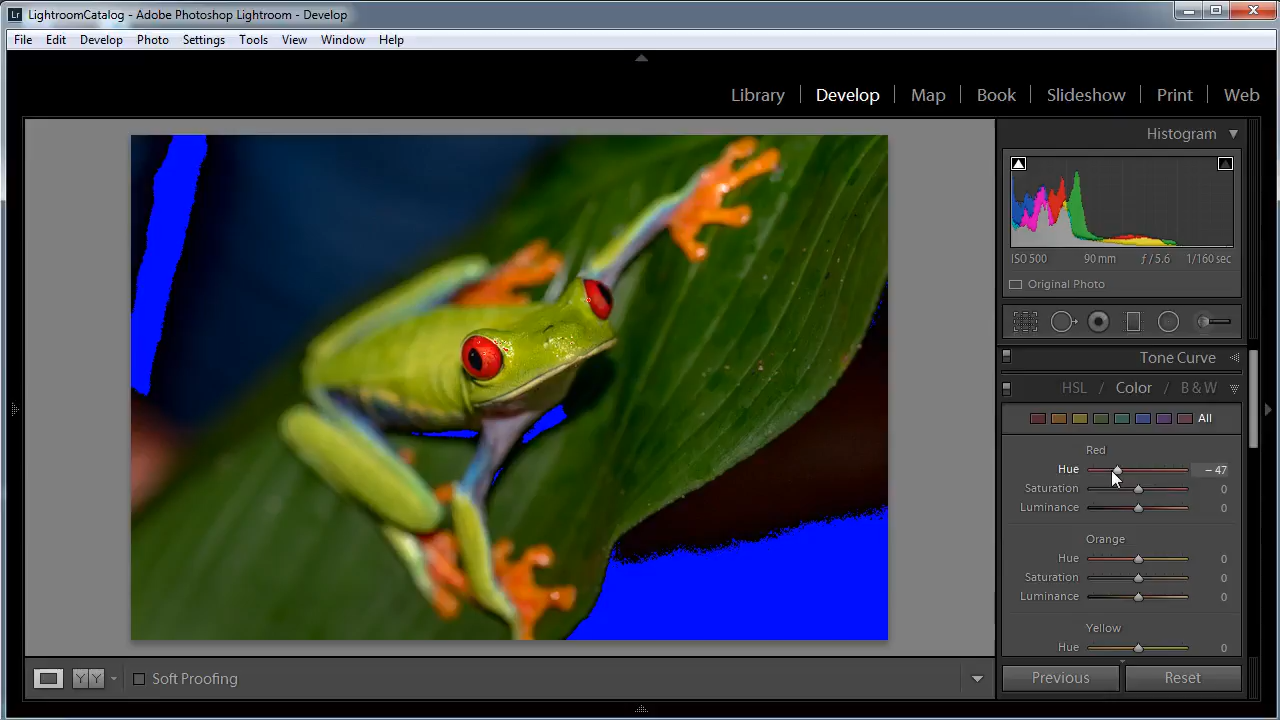 Lr LightroomCatalog - Adobe Photoshop Lightroom - Develop
File Edit Develop Photo Settings Tools View Window Help
Library | Develop | Map | Book | Slideshow | Print | Web
Histogram
ISO 500 90 mm ƒ / 5.6 1/160 sec
Original Photo
Tone Curve
HSL / Color / B & W
All
Red
Hue – 47
Saturation 0
Luminance 0
Orange
Hue 0
Saturation 0
Luminance 0
Yellow
Hue 0
YY Soft Proofing
Previous Reset